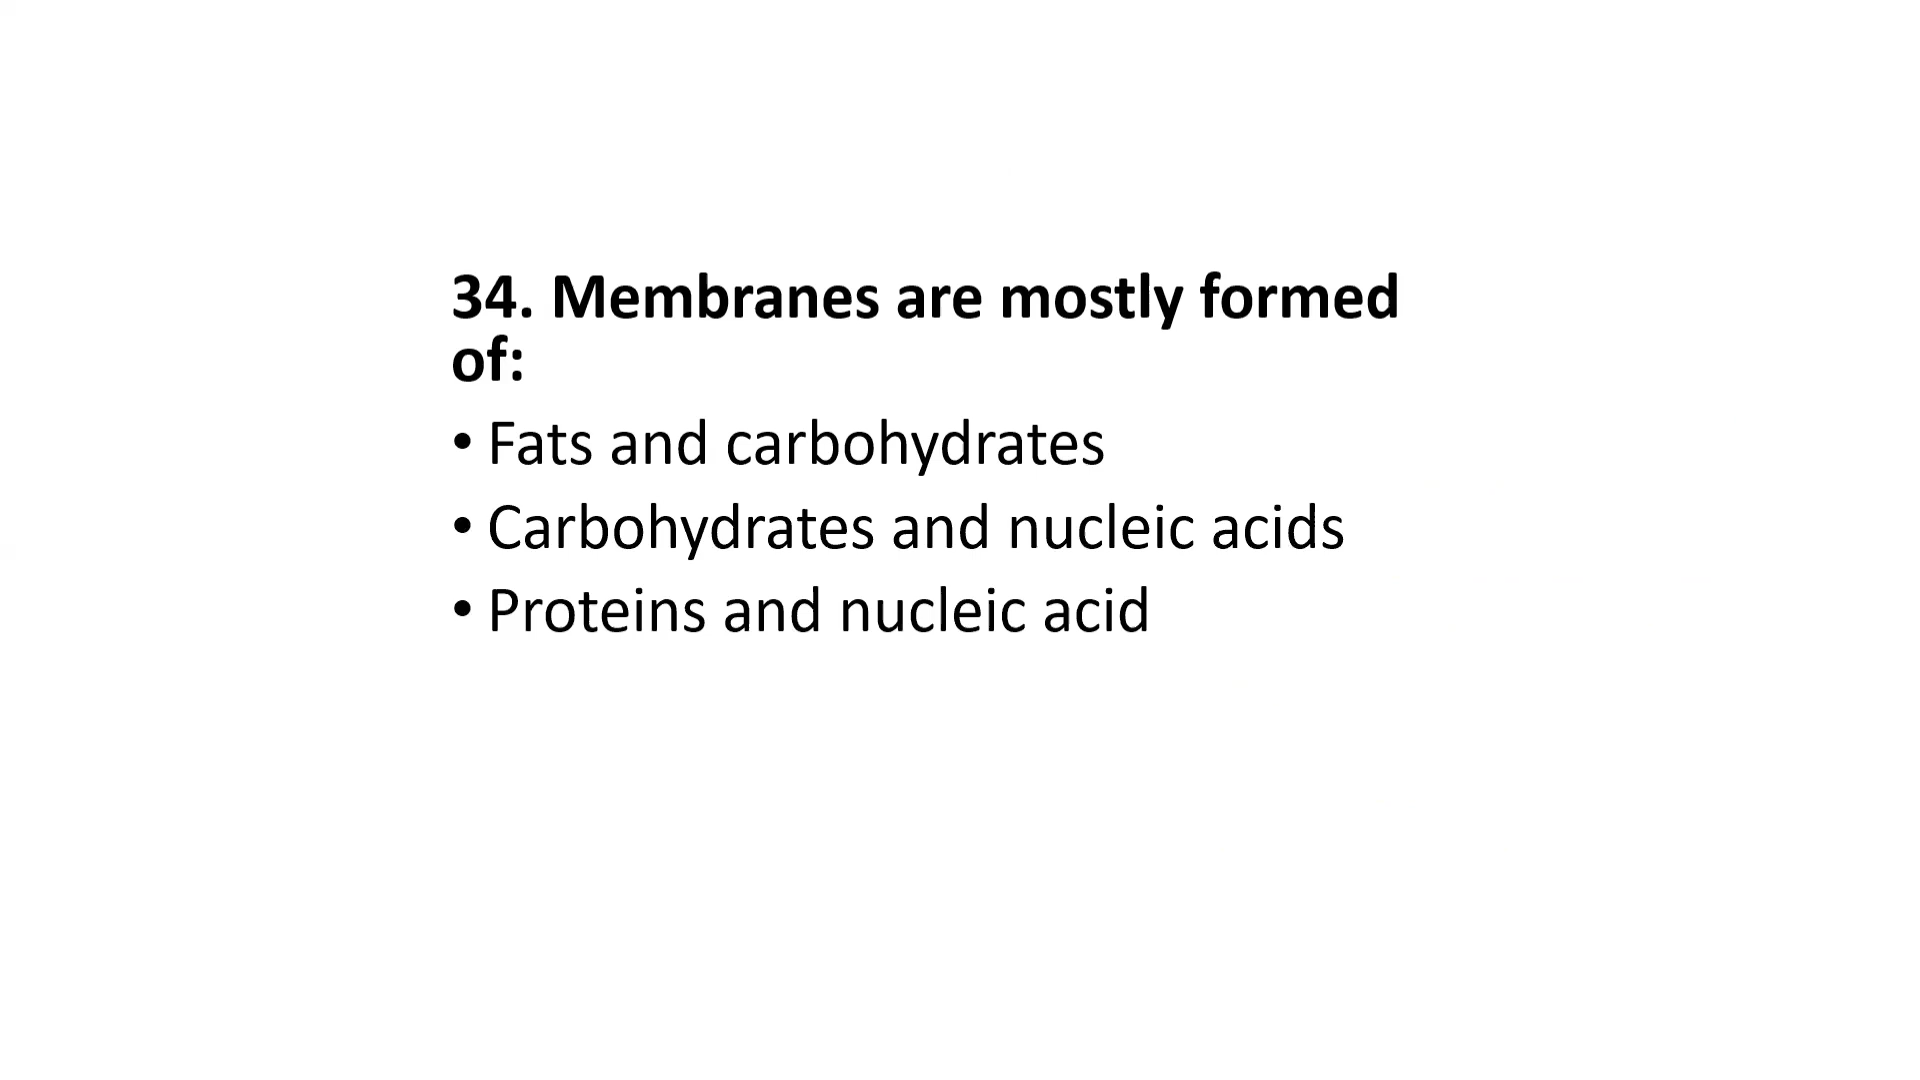 34. Membranes are mostly formed
of:
• Fats and carbohydrates
• Carbohydrates and nucleic acids
• Proteins and nucleic acid